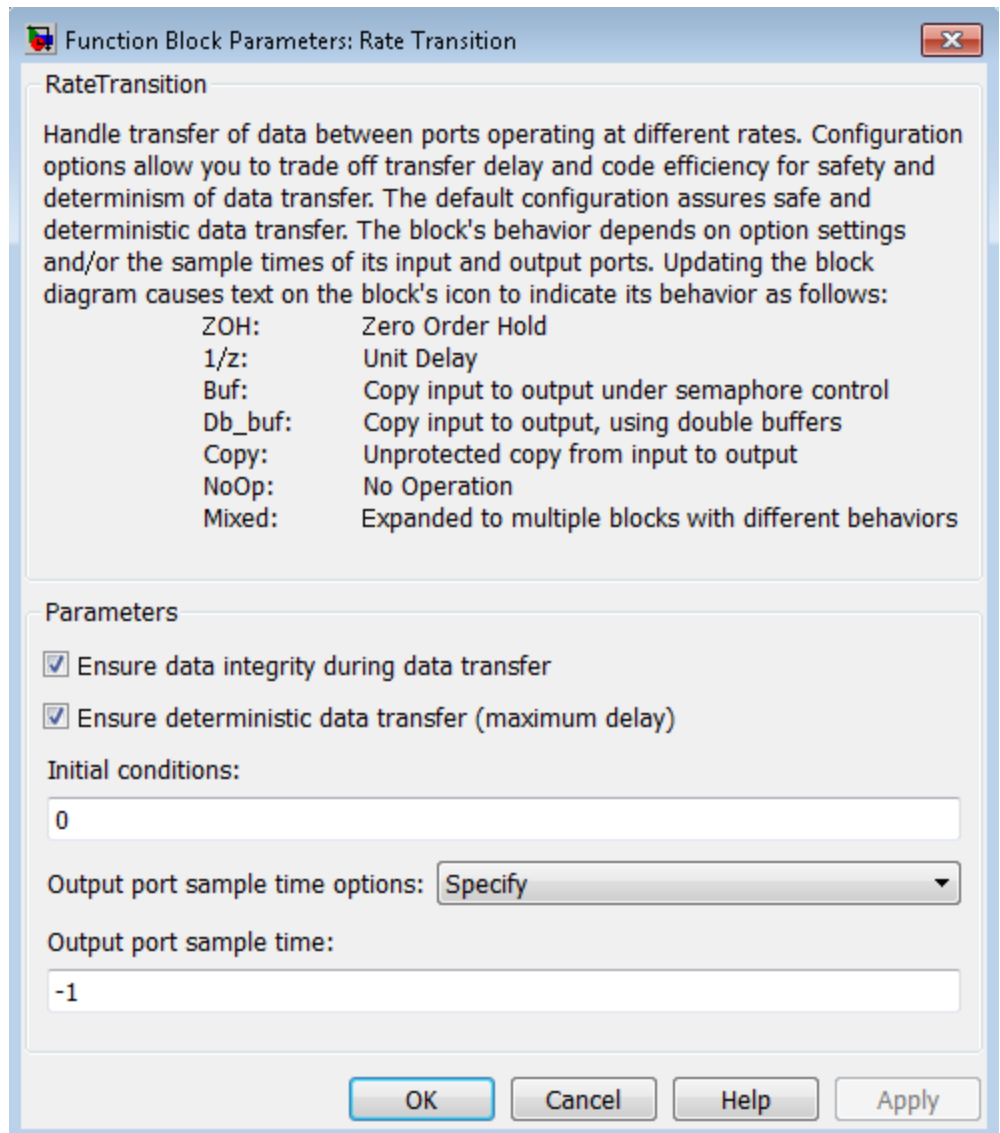 Function Block Parameters: Rate Transition
RateTransition
Handle transfer of data between ports operating at different rates. Configuration
options allow you to trade off transfer delay and code efficiency for safety and
determinism of data transfer. The default configuration assures safe and
deterministic data transfer. The block's behavior depends on option settings
and/or the sample times of its input and output ports. Updating the block
diagram causes text on the block's icon to indicate its behavior as follows:
ZOH: Zero Order Hold
1/z: Unit Delay
Buf: Copy input to output under semaphore control
Db_buf: Copy input to output, using double buffers
Copy: Unprotected copy from input to output
NoOp: No Operation
Mixed: Expanded to multiple blocks with different behaviors
Parameters
Ensure data integrity during data transfer
Ensure deterministic data transfer (maximum delay)
Initial conditions:
0
Output port sample time options: Specify
Output port sample time:
-1
OK Cancel Help Apply